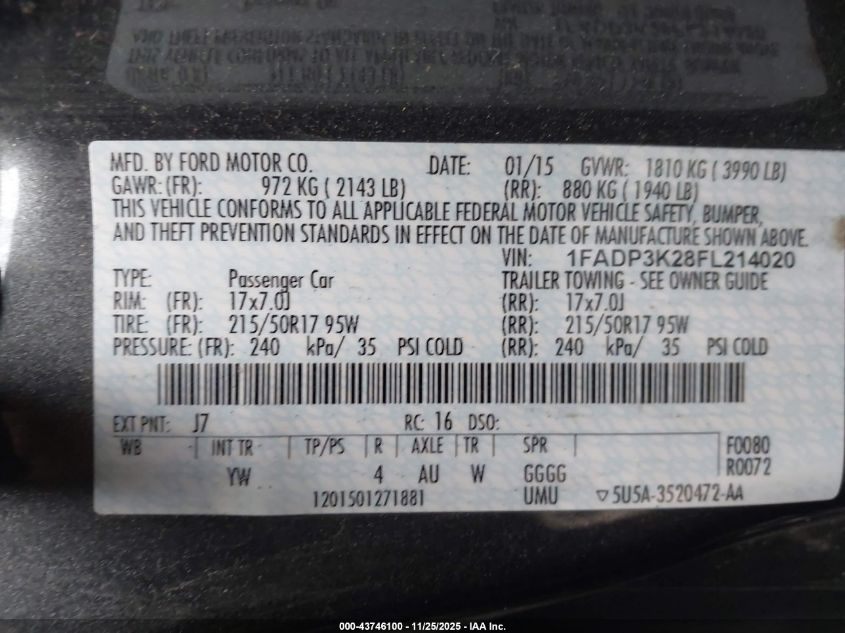 MFD. BY FORD MOTOR CO. DATE: 01/15 GVWR: 1810 KG ( 3990 LB)
GAWR: (FR): 972 KG ( 2143 LB) (RR): 880 KG ( 1940 LB)
THIS VEHICLE CONFORMS TO ALL APPLICABLE FEDERAL MOTOR VEHICLE SAFETY, BUMPER,
AND THEFT PREVENTION STANDARDS IN EFFECT ON THE DATE OF MANUFACTURE SHOWN ABOVE.
VIN: 1FADP3K28FL214020
TYPE: Passenger Car TRAILER TOWING - SEE OWNER GUIDE
RIM: (FR): 17x7.0J (RR): 17x7.0J
TIRE: (FR): 215/50R17 95W (RR): 215/50R17 95W
PRESSURE: (FR): 240 kPa/ 35 PSI COLD (RR): 240 kPa/ 35 PSI COLD
EXT PNT: J7 RC: 16 DSO:
WB INT TR TP/PS R AXLE TR SPR F0080
YW 4 AU W GGGG R0072
1201501271881 UMU ▽5U5A-3520472-AA
000-43746100 - 11/25/2025 - IAA Inc.